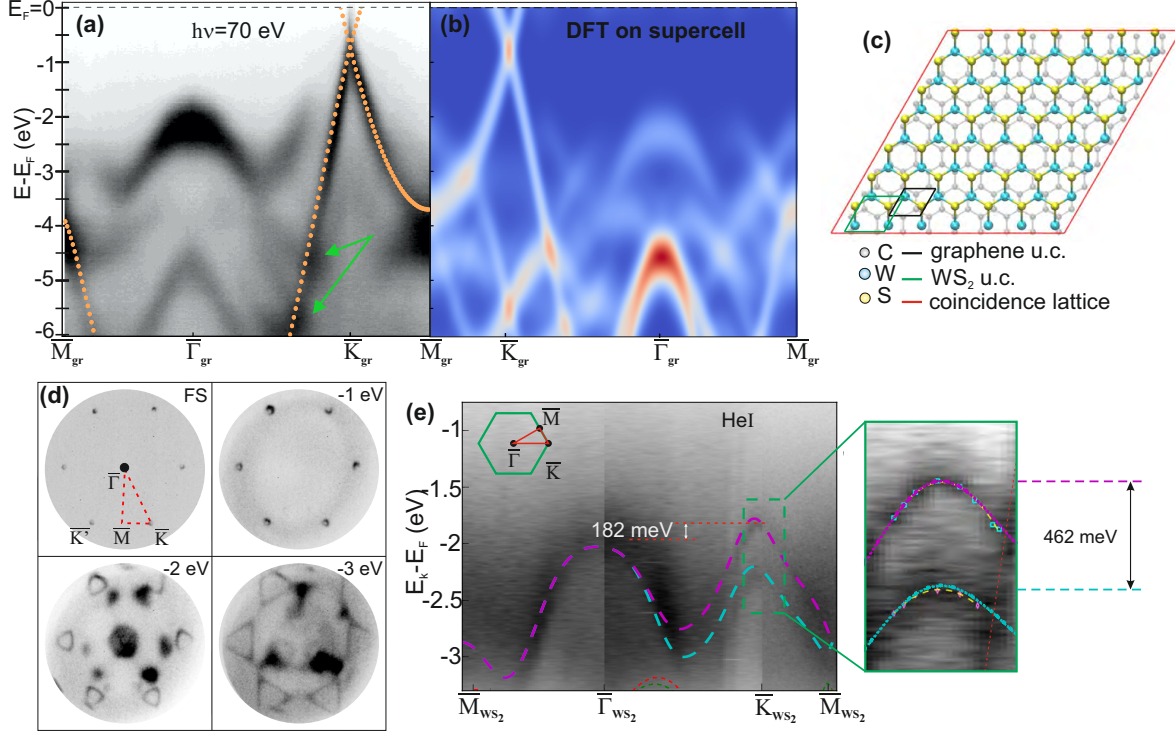 (a)
hν=70 eV
E_F=0
-1
-2
-3
-4
-5
-6
E-E_F (eV)
M̅_gr
Γ̅_gr
K̅_gr
M̅_gr
(b)
DFT on supercell
K̅_gr
Γ̅_gr
M̅_gr
(c)
C
W
S
graphene u.c.
WS₂ u.c.
coincidence lattice
(d)
FS
Γ̅
K̅'
M̅
K̅
-1 eV
-2 eV
-3 eV
(e)
HeI
M̅
Γ̅
K̅
-1
1.5
-2
-2.5
-3
E_k-E_F (eV)
182 meV
M̅_WS₂
Γ̅_WS₂
K̅_WS₂
M̅_WS₂
462 meV